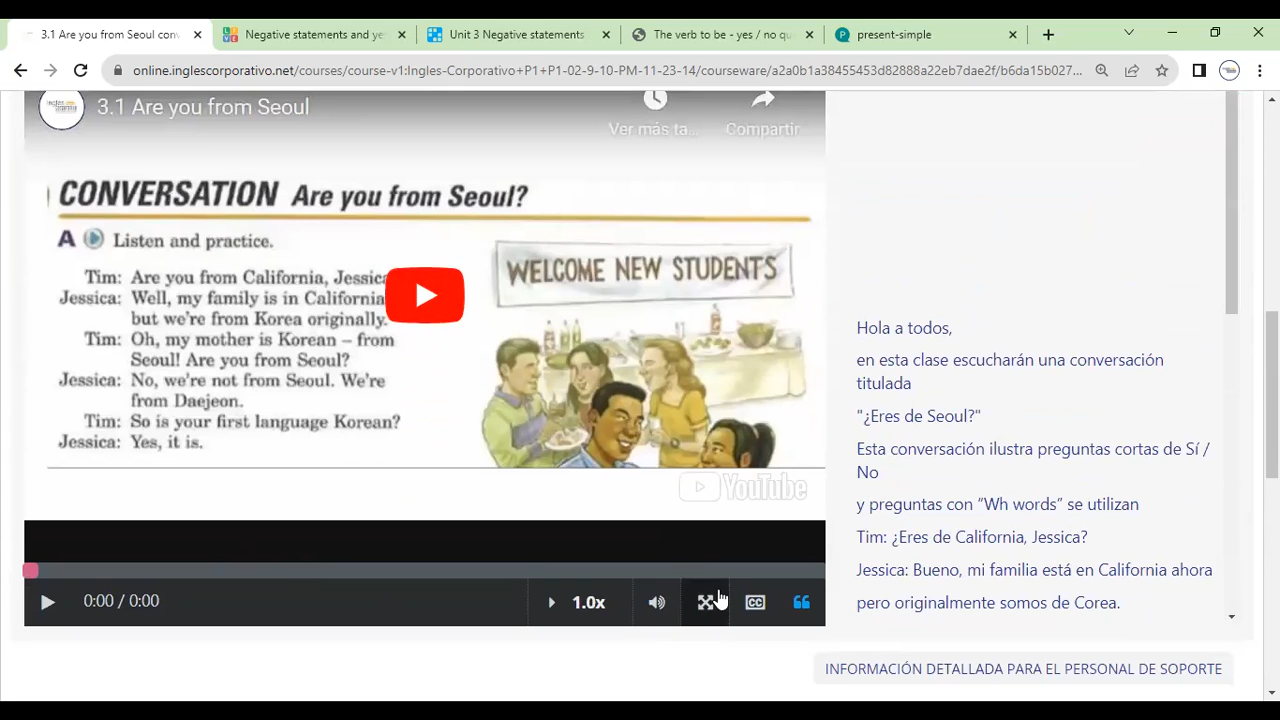 3.1 Are you from Seoul con
Negative statements and ye
Unit 3 Negative statements
The verb to be - yes / no qu
present-simple
online.inglescorporativo.net/courses/course-v1:Ingles-Corporativo+P1+P1-02-9-10-PM-11-23-14/courseware/a2a0b1a38455453d82888a22eb7dae2f/b6da15b027...
3.1 Are you from Seoul
Ver más ta...
Compartir
CONVERSATION Are you from Seoul?
A Listen and practice.
Tim: Are you from California, Jessica
Jessica: Well, my family is in California
but we're from Korea originally.
Tim: Oh, my mother is Korean – from
Seoul! Are you from Seoul?
Jessica: No, we're not from Seoul. We're
from Daejeon.
Tim: So is your first language Korean?
Jessica: Yes, it is.
WELCOME NEW STUDENTS
YouTube
0:00 / 0:00
1.0x
CC
Hola a todos,
en esta clase escucharán una conversación
titulada
"¿Eres de Seoul?"
Esta conversación ilustra preguntas cortas de Sí /
No
y preguntas con “Wh words” se utilizan
Tim: ¿Eres de California, Jessica?
Jessica: Bueno, mi familia está en California ahora
pero originalmente somos de Corea.
INFORMACIÓN DETALLADA PARA EL PERSONAL DE SOPORTE